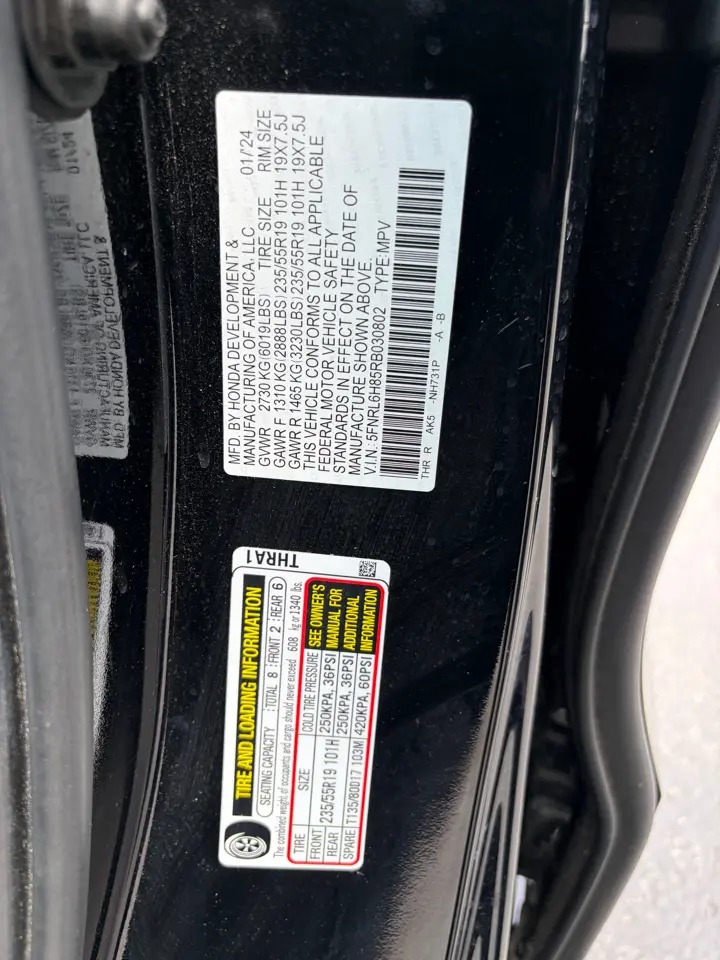 MFD. BY HONDA DEVELOPMENT &
MANUFACTURING OF AMERICA, LLC 01/24
GVWR 2730 KG(6019LBS) TIRE SIZE RIM SIZE
GAWR F 1310 KG(2888LBS)235/55R19 101H 19X7.5J
GAWR R 1465 KG(3230LBS)235/55R19 101H 19X7.5J
THIS VEHICLE CONFORMS TO ALL APPLICABLE
FEDERAL MOTOR VEHICLE SAFETY
STANDARDS IN EFFECT ON THE DATE OF
MANUFACTURE SHOWN ABOVE.
V.I.N.: 5FNRL6H85RB030802 TYPE:MPV
THR R AK5 -NH731P -A -B
TIRE AND LOADING INFORMATION THRA1
SEATING CAPACITY TOTAL 8 FRONT 2 REAR 6
The combined weight of occupants and cargo should never exceed 608 kg or 1340 lbs.
TIRE SIZE COLD TIRE PRESSURE SEE OWNER'S MANUAL FOR ADDITIONAL INFORMATION
FRONT 235/55R19 101H 250KPA, 36PSI
REAR 250KPA, 36PSI
SPARE T135/80D17 103M 420KPA, 60PSI
MFD. BY HONDA DEVELOPMENT &